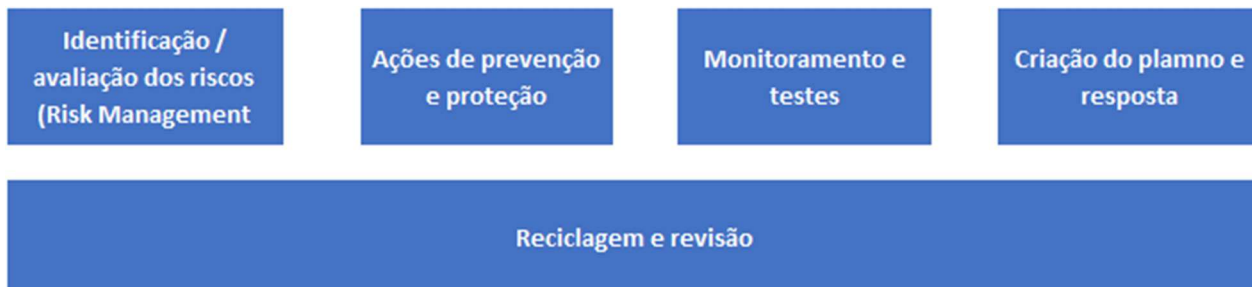 Identificação /
avaliação dos riscos
(Risk Management
Ações de prevenção
e proteção
Monitoramento e
testes
Criação do plamno e
resposta
Reciclagem e revisão